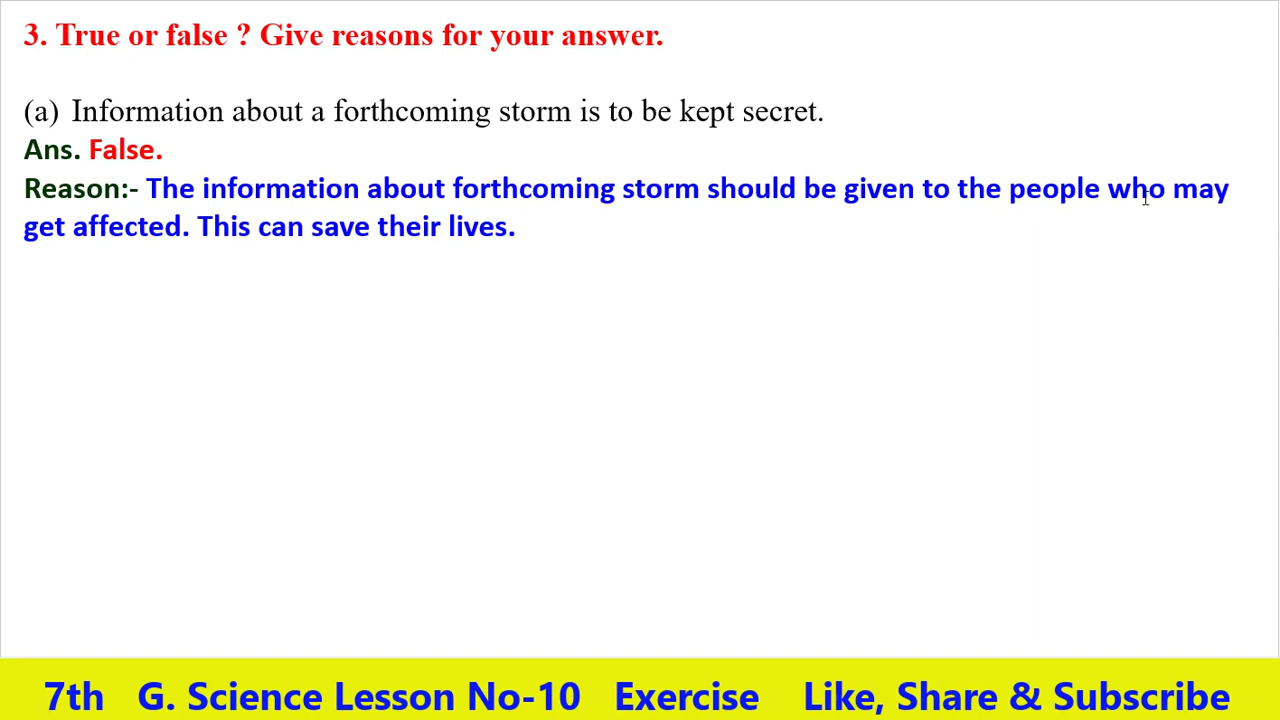 3. True or false ? Give reasons for your answer.
(a) Information about a forthcoming storm is to be kept secret.
Ans. False.
Reason:- The information about forthcoming storm should be given to the people who may
get affected. This can save their lives.
7th G. Science Lesson No-10 Exercise Like, Share & Subscribe